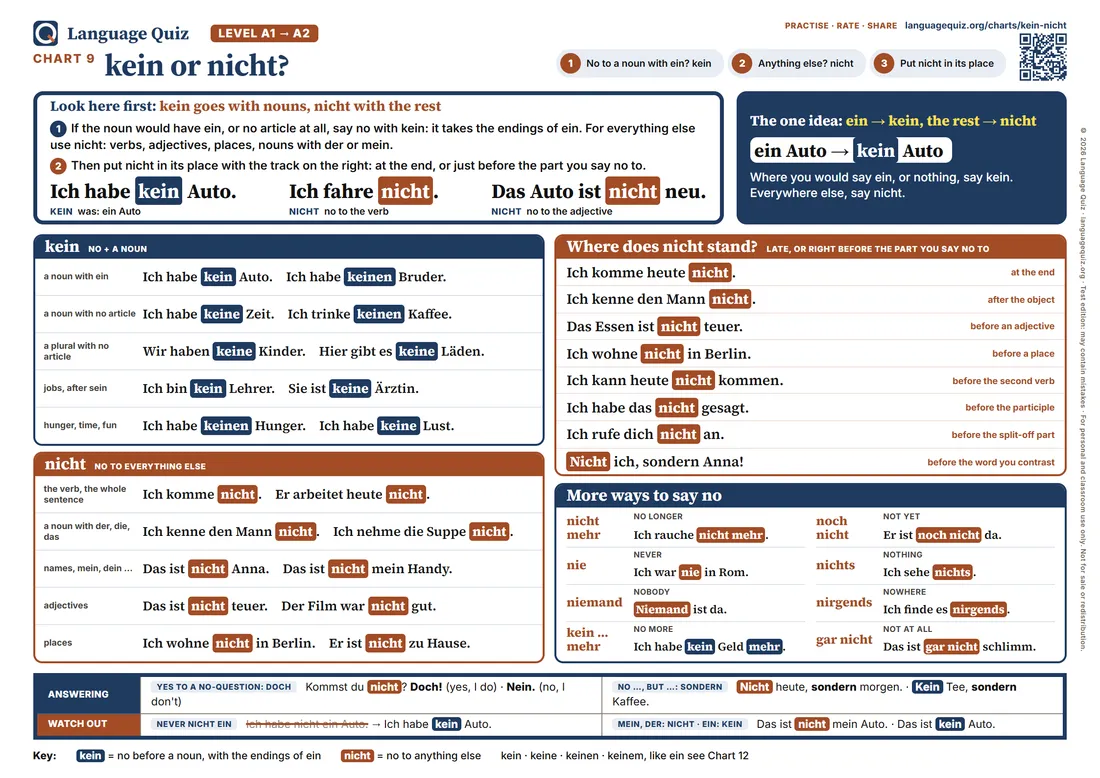 Language Quiz
LEVEL A1 → A2
PRACTISE · RATE · SHARE languagequiz.org/charts/kein-nicht
CHART 9 kein or nicht?
1 No to a noun with ein? kein
2 Anything else? nicht
3 Put nicht in its place
Look here first: kein goes with nouns, nicht with the rest
1 If the noun would have ein, or no article at all, say no with kein: it takes the endings of ein. For everything else
use nicht: verbs, adjectives, places, nouns with der or mein.
2 Then put nicht in its place with the track on the right: at the end, or just before the part you say no to.
Ich habe kein Auto.
KEIN was: ein Auto
Ich fahre nicht.
NICHT no to the verb
Das Auto ist nicht neu.
NICHT no to the adjective
The one idea: ein → kein, the rest → nicht
ein Auto → kein Auto
Where you would say ein, or nothing, say kein.
Everywhere else, say nicht.
kein NO + A NOUN
a noun with ein Ich habe kein Auto. Ich habe keinen Bruder.
a noun with no article Ich habe keine Zeit. Ich trinke keinen Kaffee.
a plural with no
article
Wir haben keine Kinder. Hier gibt es keine Läden.
jobs, after sein Ich bin kein Lehrer. Sie ist keine Ärztin.
hunger, time, fun Ich habe keinen Hunger. Ich habe keine Lust.
nicht NO TO EVERYTHING ELSE
the verb, the whole
sentence
Ich komme nicht. Er arbeitet heute nicht.
a noun with der, die,
das
Ich kenne den Mann nicht. Ich nehme die Suppe nicht.
names, mein, dein ... Das ist nicht Anna. Das ist nicht mein Handy.
adjectives Das ist nicht teuer. Der Film war nicht gut.
places Ich wohne nicht in Berlin. Er ist nicht zu Hause.
Where does nicht stand? LATE, OR RIGHT BEFORE THE PART YOU SAY NO TO
Ich komme heute nicht. at the end
Ich kenne den Mann nicht. after the object
Das Essen ist nicht teuer. before an adjective
Ich wohne nicht in Berlin. before a place
Ich kann heute nicht kommen. before the second verb
Ich habe das nicht gesagt. before the participle
Ich rufe dich nicht an. before the split-off part
Nicht ich, sondern Anna! before the word you contrast
More ways to say no
nicht
mehr
NO LONGER
Ich rauche nicht mehr.
noch
nicht
NOT YET
Er ist noch nicht da.
nie
NEVER
Ich war nie in Rom.
nichts
NOTHING
Ich sehe nichts.
niemand
NOBODY
Niemand ist da.
nirgends
NOWHERE
Ich finde es nirgends.
kein ...
mehr
NO MORE
Ich habe kein Geld mehr.
gar nicht
NOT AT ALL
Das ist gar nicht schlimm.
ANSWERING
YES TO A NO-QUESTION: DOCH Kommst du nicht? Doch! (yes, I do) · Nein. (no, I
don't)
NO ..., BUT ...: SONDERN Nicht heute, sondern morgen. · Kein Tee, sondern
Kaffee.
WATCH OUT
NEVER NICHT EIN Ich habe nicht ein Auto. → Ich habe kein Auto.
MEIN, DER: NICHT · EIN: KEIN Das ist nicht mein Auto. · Das ist kein Auto.
Key: kein = no before a noun, with the endings of ein nicht = no to anything else kein · keine · keinen · keinem, like ein see Chart 12
© 2026 Language Quiz · languagequiz.org · Test edition: may contain mistakes · For personal and classroom use only. Not for sale or redistribution.